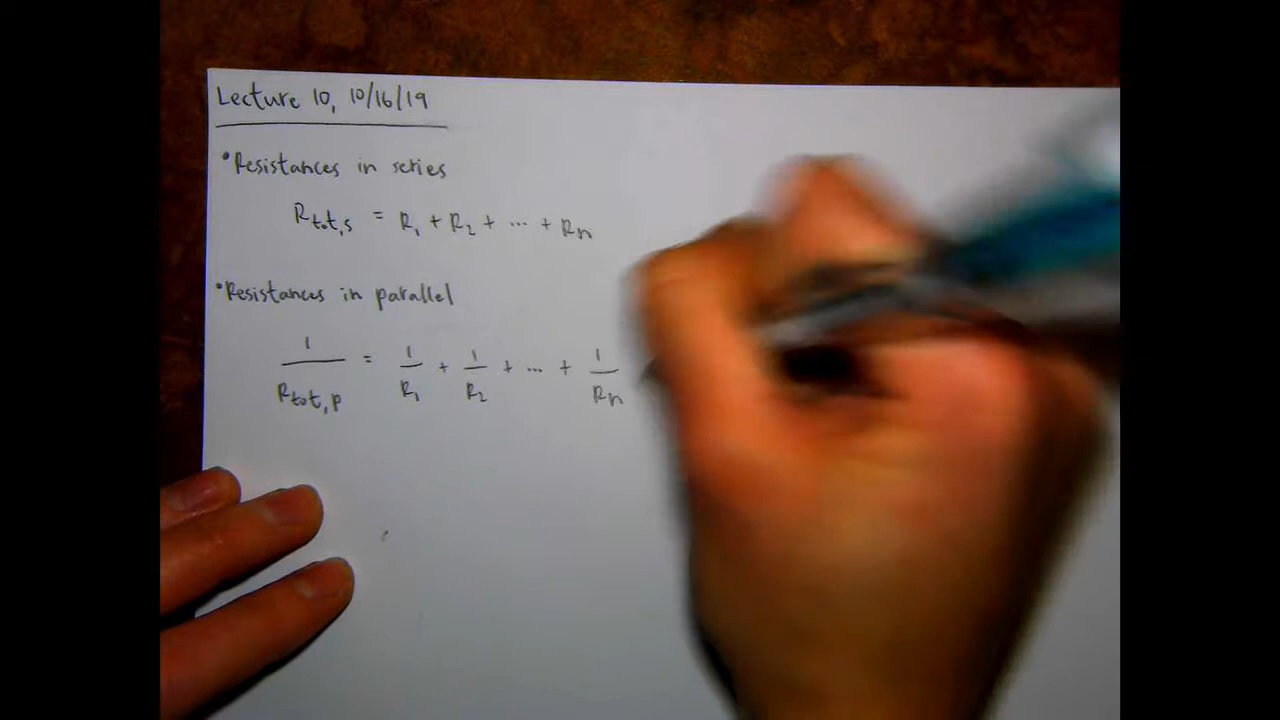 Lecture 10, 10/16/19
•Resistances in series
R_tot,s = R_1 + R_2 + ... + R_n
•Resistances in parallel
1/R_tot,p = 1/R_1 + 1/R_2 + ... + 1/R_n